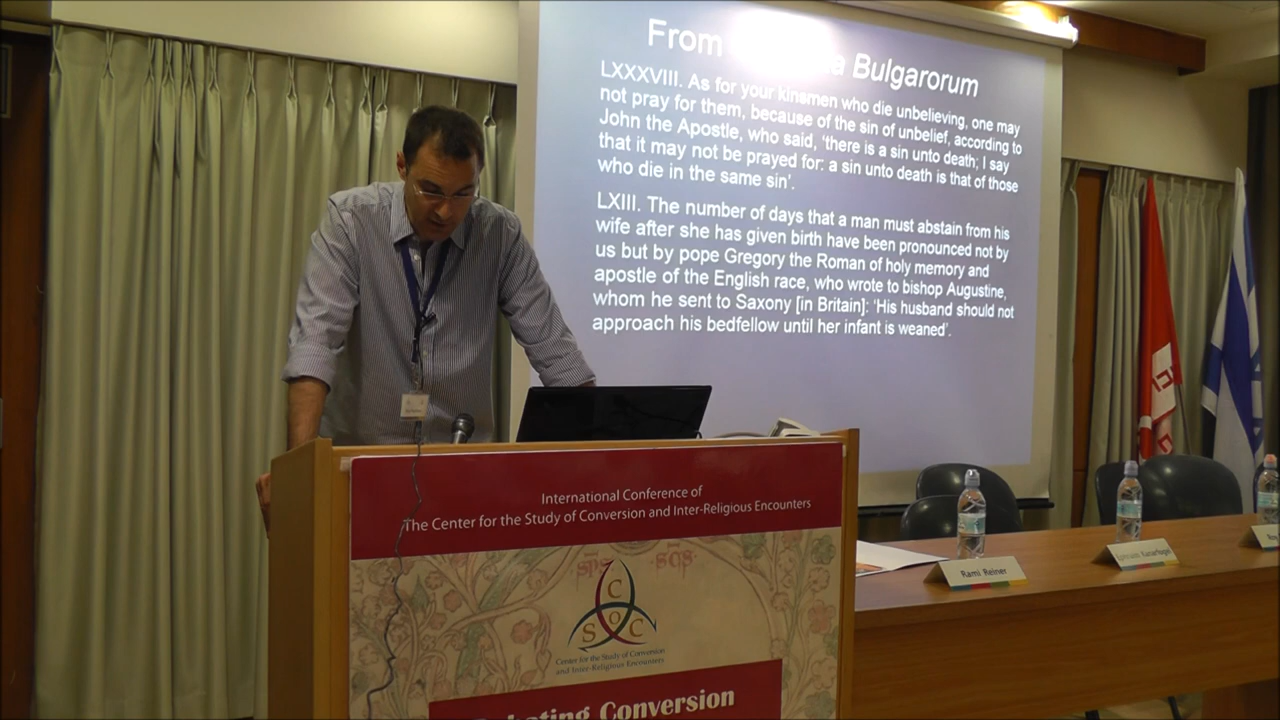 From Bulgarorum
LXXXVIII. As for your kinsmen who die unbelieving, one may
not pray for them, because of the sin of unbelief, according to
John the Apostle, who said, 'there is a sin unto death; I say
that it may not be prayed for: a sin unto death is that of those
who die in the same sin'.
LXIII. The number of days that a man must abstain from his
wife after she has given birth have been pronounced not by
us but by pope Gregory the Roman of holy memory and
apostle of the English race, who wrote to bishop Augustine,
whom he sent to Saxony [in Britain]: 'His husband should not
approach his bedfellow until her infant is weaned'.
International Conference of
The Center for the Study of Conversion and Inter-Religious Encounters
C
S O C
Center for the Study of Conversion
and Inter-Religious Encounters
Debating Conversion
Rami Reiner
Ephraim Kanarfogel